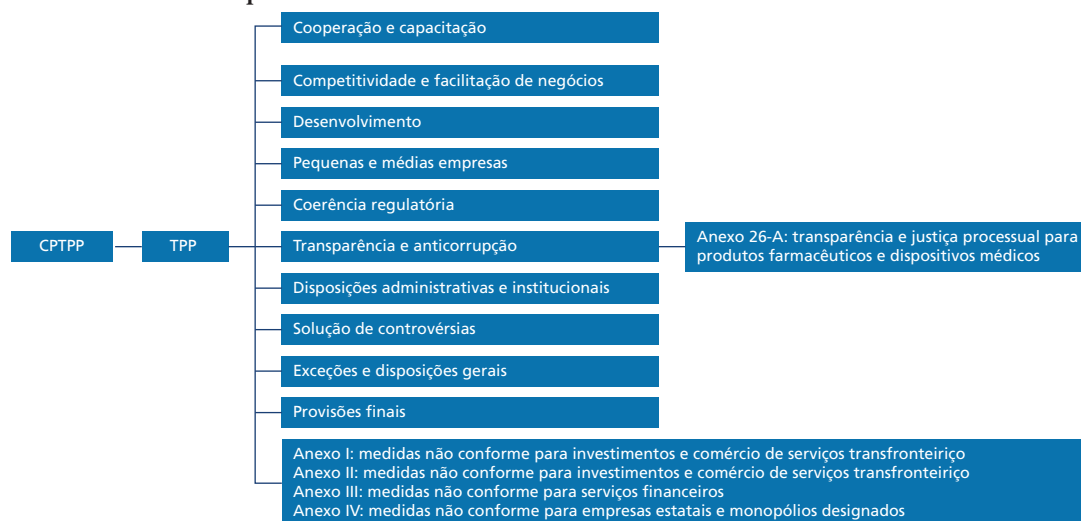 Cooperação e capacitação
Competitividade e facilitação de negócios
Desenvolvimento
Pequenas e médias empresas
Coerência regulatória
CPTPP
TPP
Transparência e anticorrupção
Anexo 26-A: transparência e justiça processual para
produtos farmacêuticos e dispositivos médicos
Disposições administrativas e institucionais
Solução de controvérsias
Exceções e disposições gerais
Provisões finais
Anexo I: medidas não conforme para investimentos e comércio de serviços transfronteiriço
Anexo II: medidas não conforme para investimentos e comércio de serviços transfronteiriço
Anexo III: medidas não conforme para serviços financeiros
Anexo IV: medidas não conforme para empresas estatais e monopólios designados